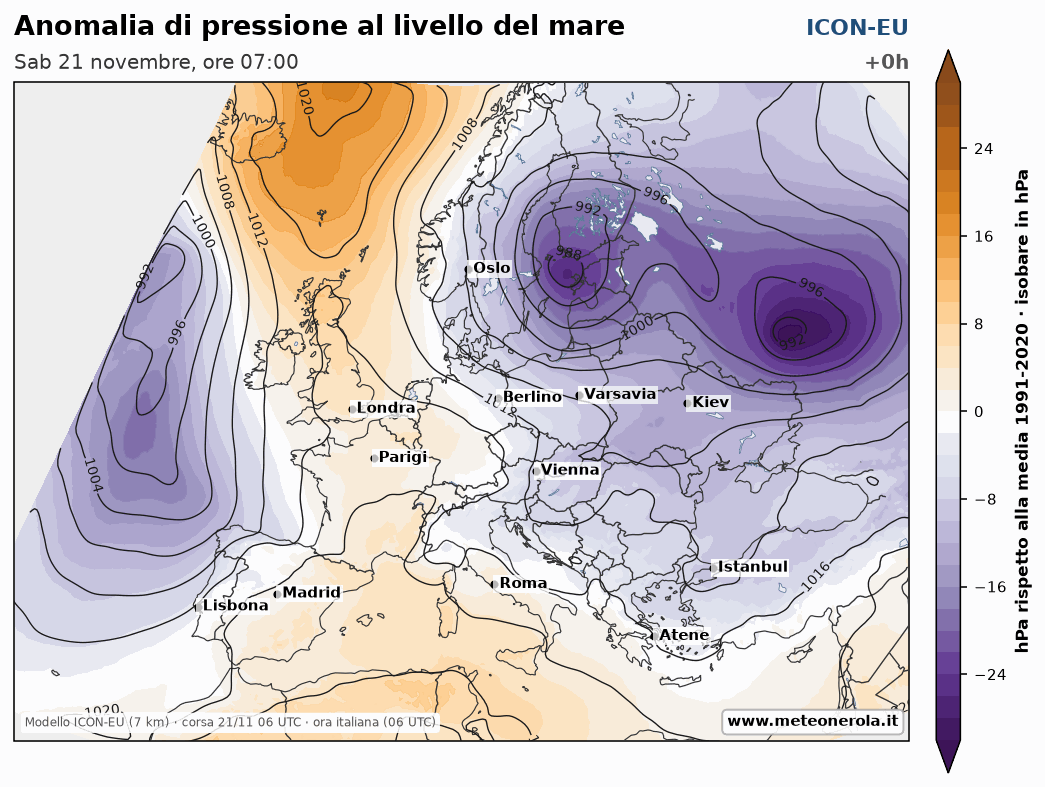 Anomalia di pressione al livello del mare
ICON-EU
Sab 21 novembre, ore 07:00
+0h
1020
1008
1008
1012
1000
992
996
1004
996
992
988
1000
996
992
1016
1020
Oslo
Berlino
Varsavia
Kiev
Londra
Parigi
Vienna
Istanbul
Roma
Madrid
Lisbona
Atene
Modello ICON-EU (7 km) · corsa 21/11 06 UTC · ora italiana (06 UTC)
www.meteonerola.it
24
16
8
0
−8
−16
−24
hPa rispetto alla media 1991-2020 · isobare in hPa